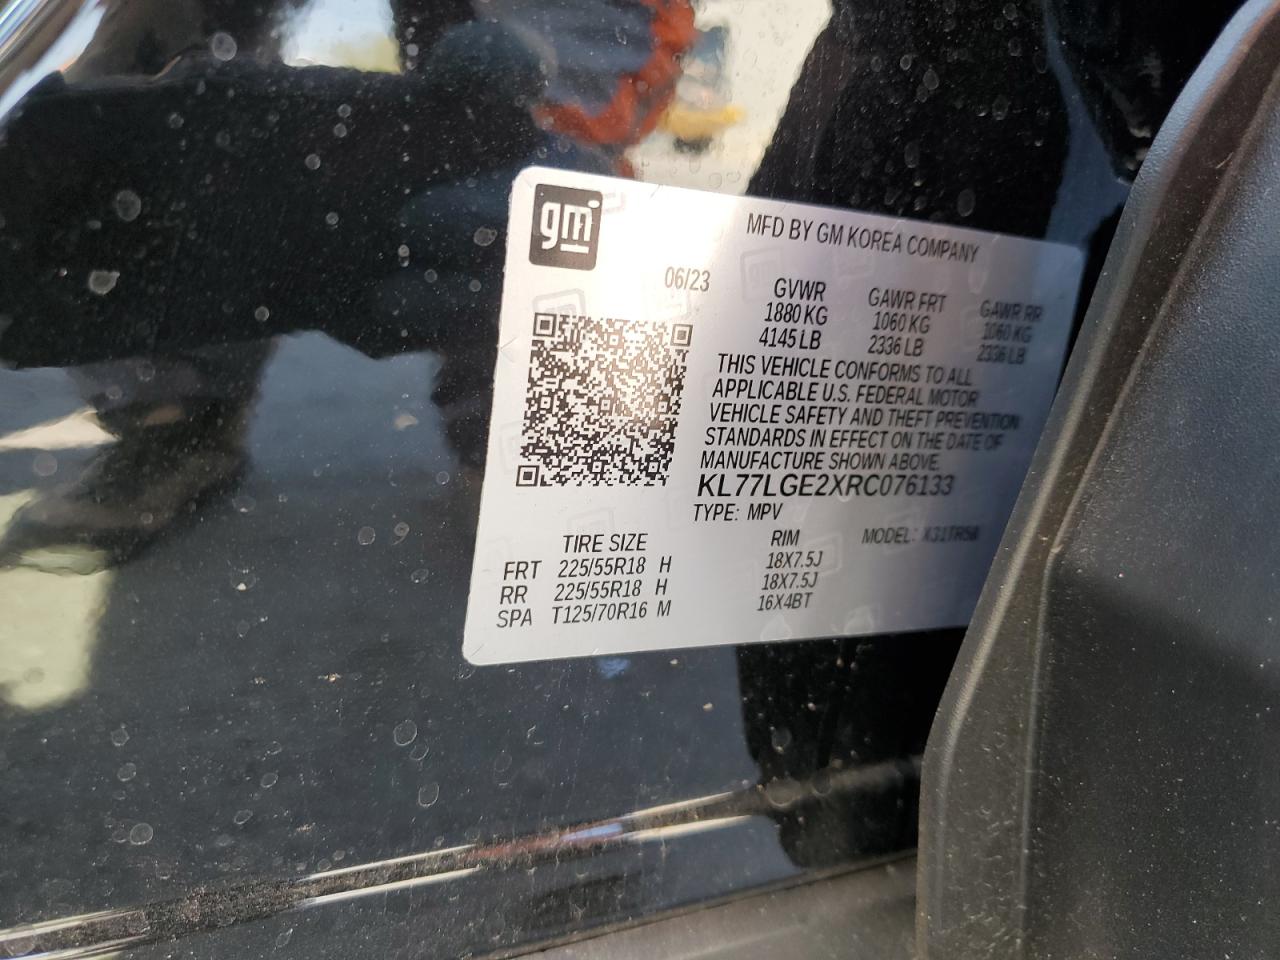 gm
MFD BY GM KOREA COMPANY
06/23
GVWR GAWR FRT GAWR RR
1880 KG 1060 KG 1060 KG
4145 LB 2336 LB 2336 LB
THIS VEHICLE CONFORMS TO ALL
APPLICABLE U.S. FEDERAL MOTOR
VEHICLE SAFETY AND THEFT PREVENTION
STANDARDS IN EFFECT ON THE DATE OF
MANUFACTURE SHOWN ABOVE.
KL77LGE2XRC076133
TYPE: MPV
TIRE SIZE RIM MODEL:
FRT 225/55R18 H 18X7.5J
RR 225/55R18 H 18X7.5J
SPA T125/70R16 M 16X4BT